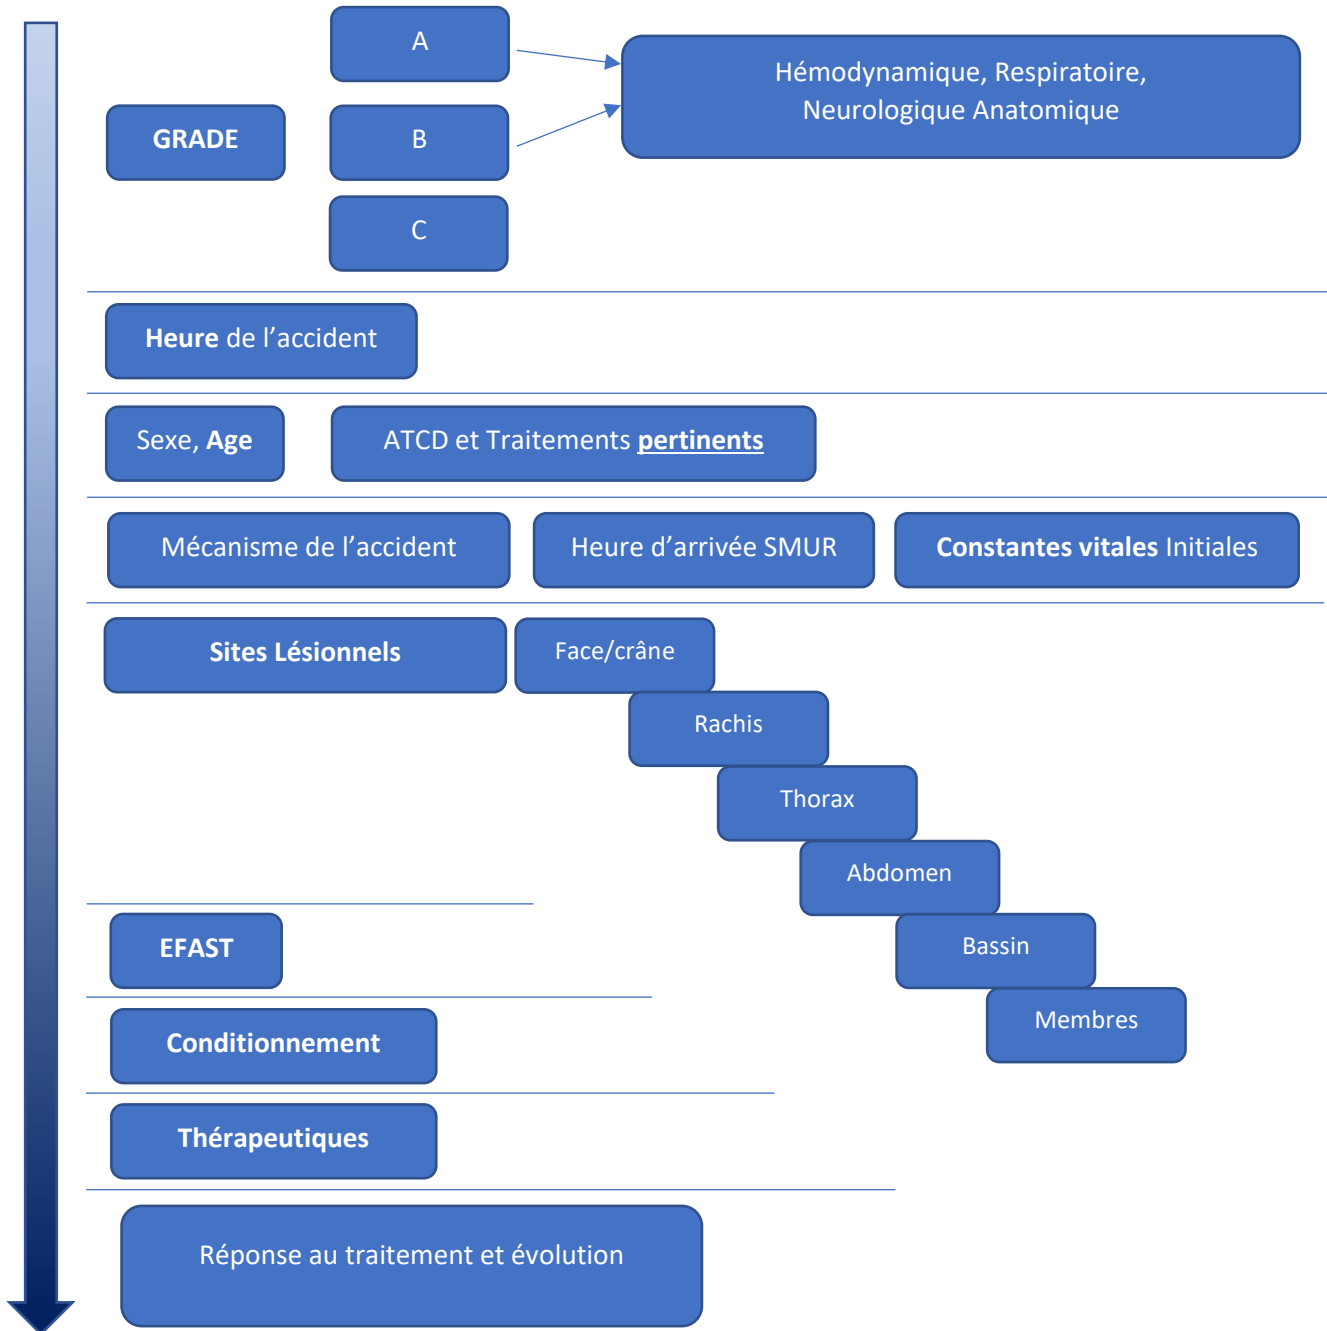 A
Hémodynamique, Respiratoire,
Neurologique Anatomique
GRADE
B
C
Heure de l’accident
Sexe, Age
ATCD et Traitements pertinents
Mécanisme de l’accident
Heure d’arrivée SMUR
Constantes vitales Initiales
Sites Lésionnels
Face/crâne
Rachis
Thorax
Abdomen
Bassin
EFAST
Membres
Conditionnement
Thérapeutiques
Réponse au traitement et évolution